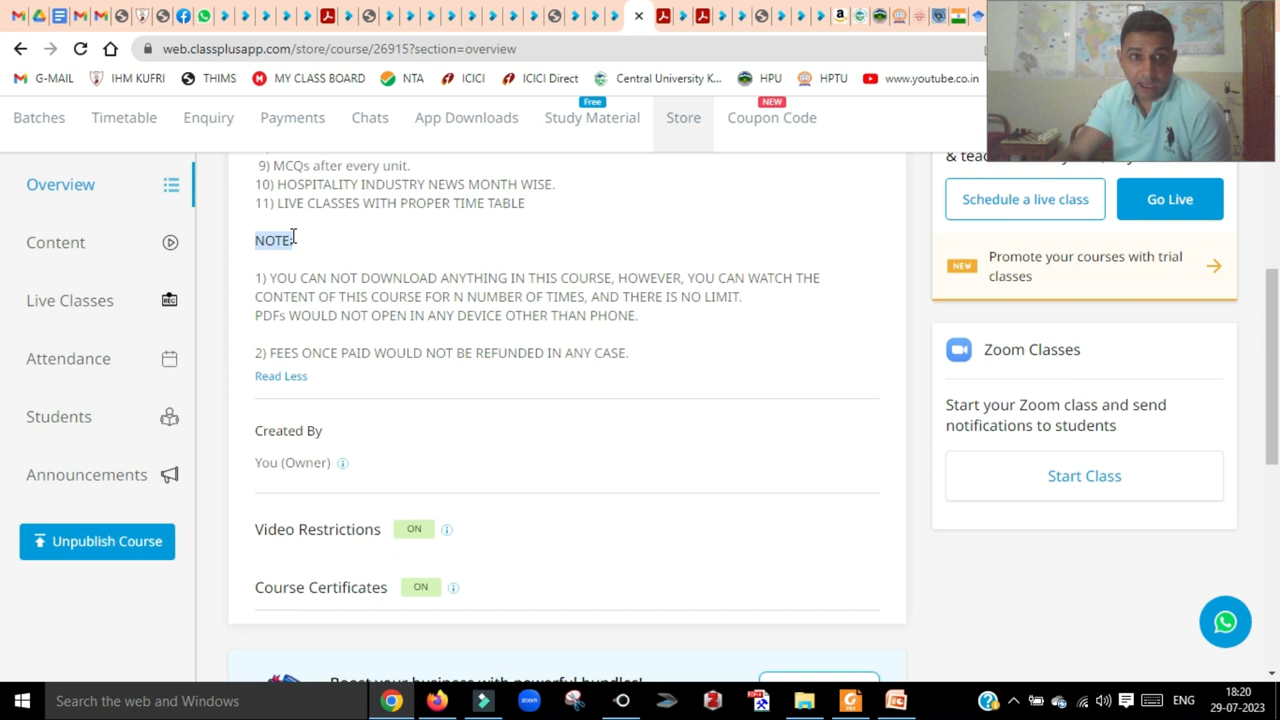 web.classplusapp.com/store/course/26915?section=overview
G-MAIL IHM KUFRI THIMS MY CLASS BOARD NTA ICICI ICICI Direct Central University K... HPU HPTU www.youtube.co.in
Free NEW
Batches Timetable Enquiry Payments Chats App Downloads Study Material Store Coupon Code
Overview
Content
Live Classes
REC
Attendance
Students
Announcements
Unpublish Course
9) MCQs after every unit.
10) HOSPITALITY INDUSTRY NEWS MONTH WISE.
11) LIVE CLASSES WITH PROPER TIME TABLE
NOTE:
1) YOU CAN NOT DOWNLOAD ANYTHING IN THIS COURSE, HOWEVER, YOU CAN WATCH THE
CONTENT OF THIS COURSE FOR N NUMBER OF TIMES, AND THERE IS NO LIMIT.
PDFs WOULD NOT OPEN IN ANY DEVICE OTHER THAN PHONE.
2) FEES ONCE PAID WOULD NOT BE REFUNDED IN ANY CASE.
Read Less
Created By
You (Owner)
Video Restrictions ON
Course Certificates ON
Boost your business with powerful bundles!
Schedule a live class Go Live
NEW Promote your courses with trial
classes
Zoom Classes
Start your Zoom class and send
notifications to students
Start Class
Search the web and Windows
zoom
ENG
18:20
29-07-2023